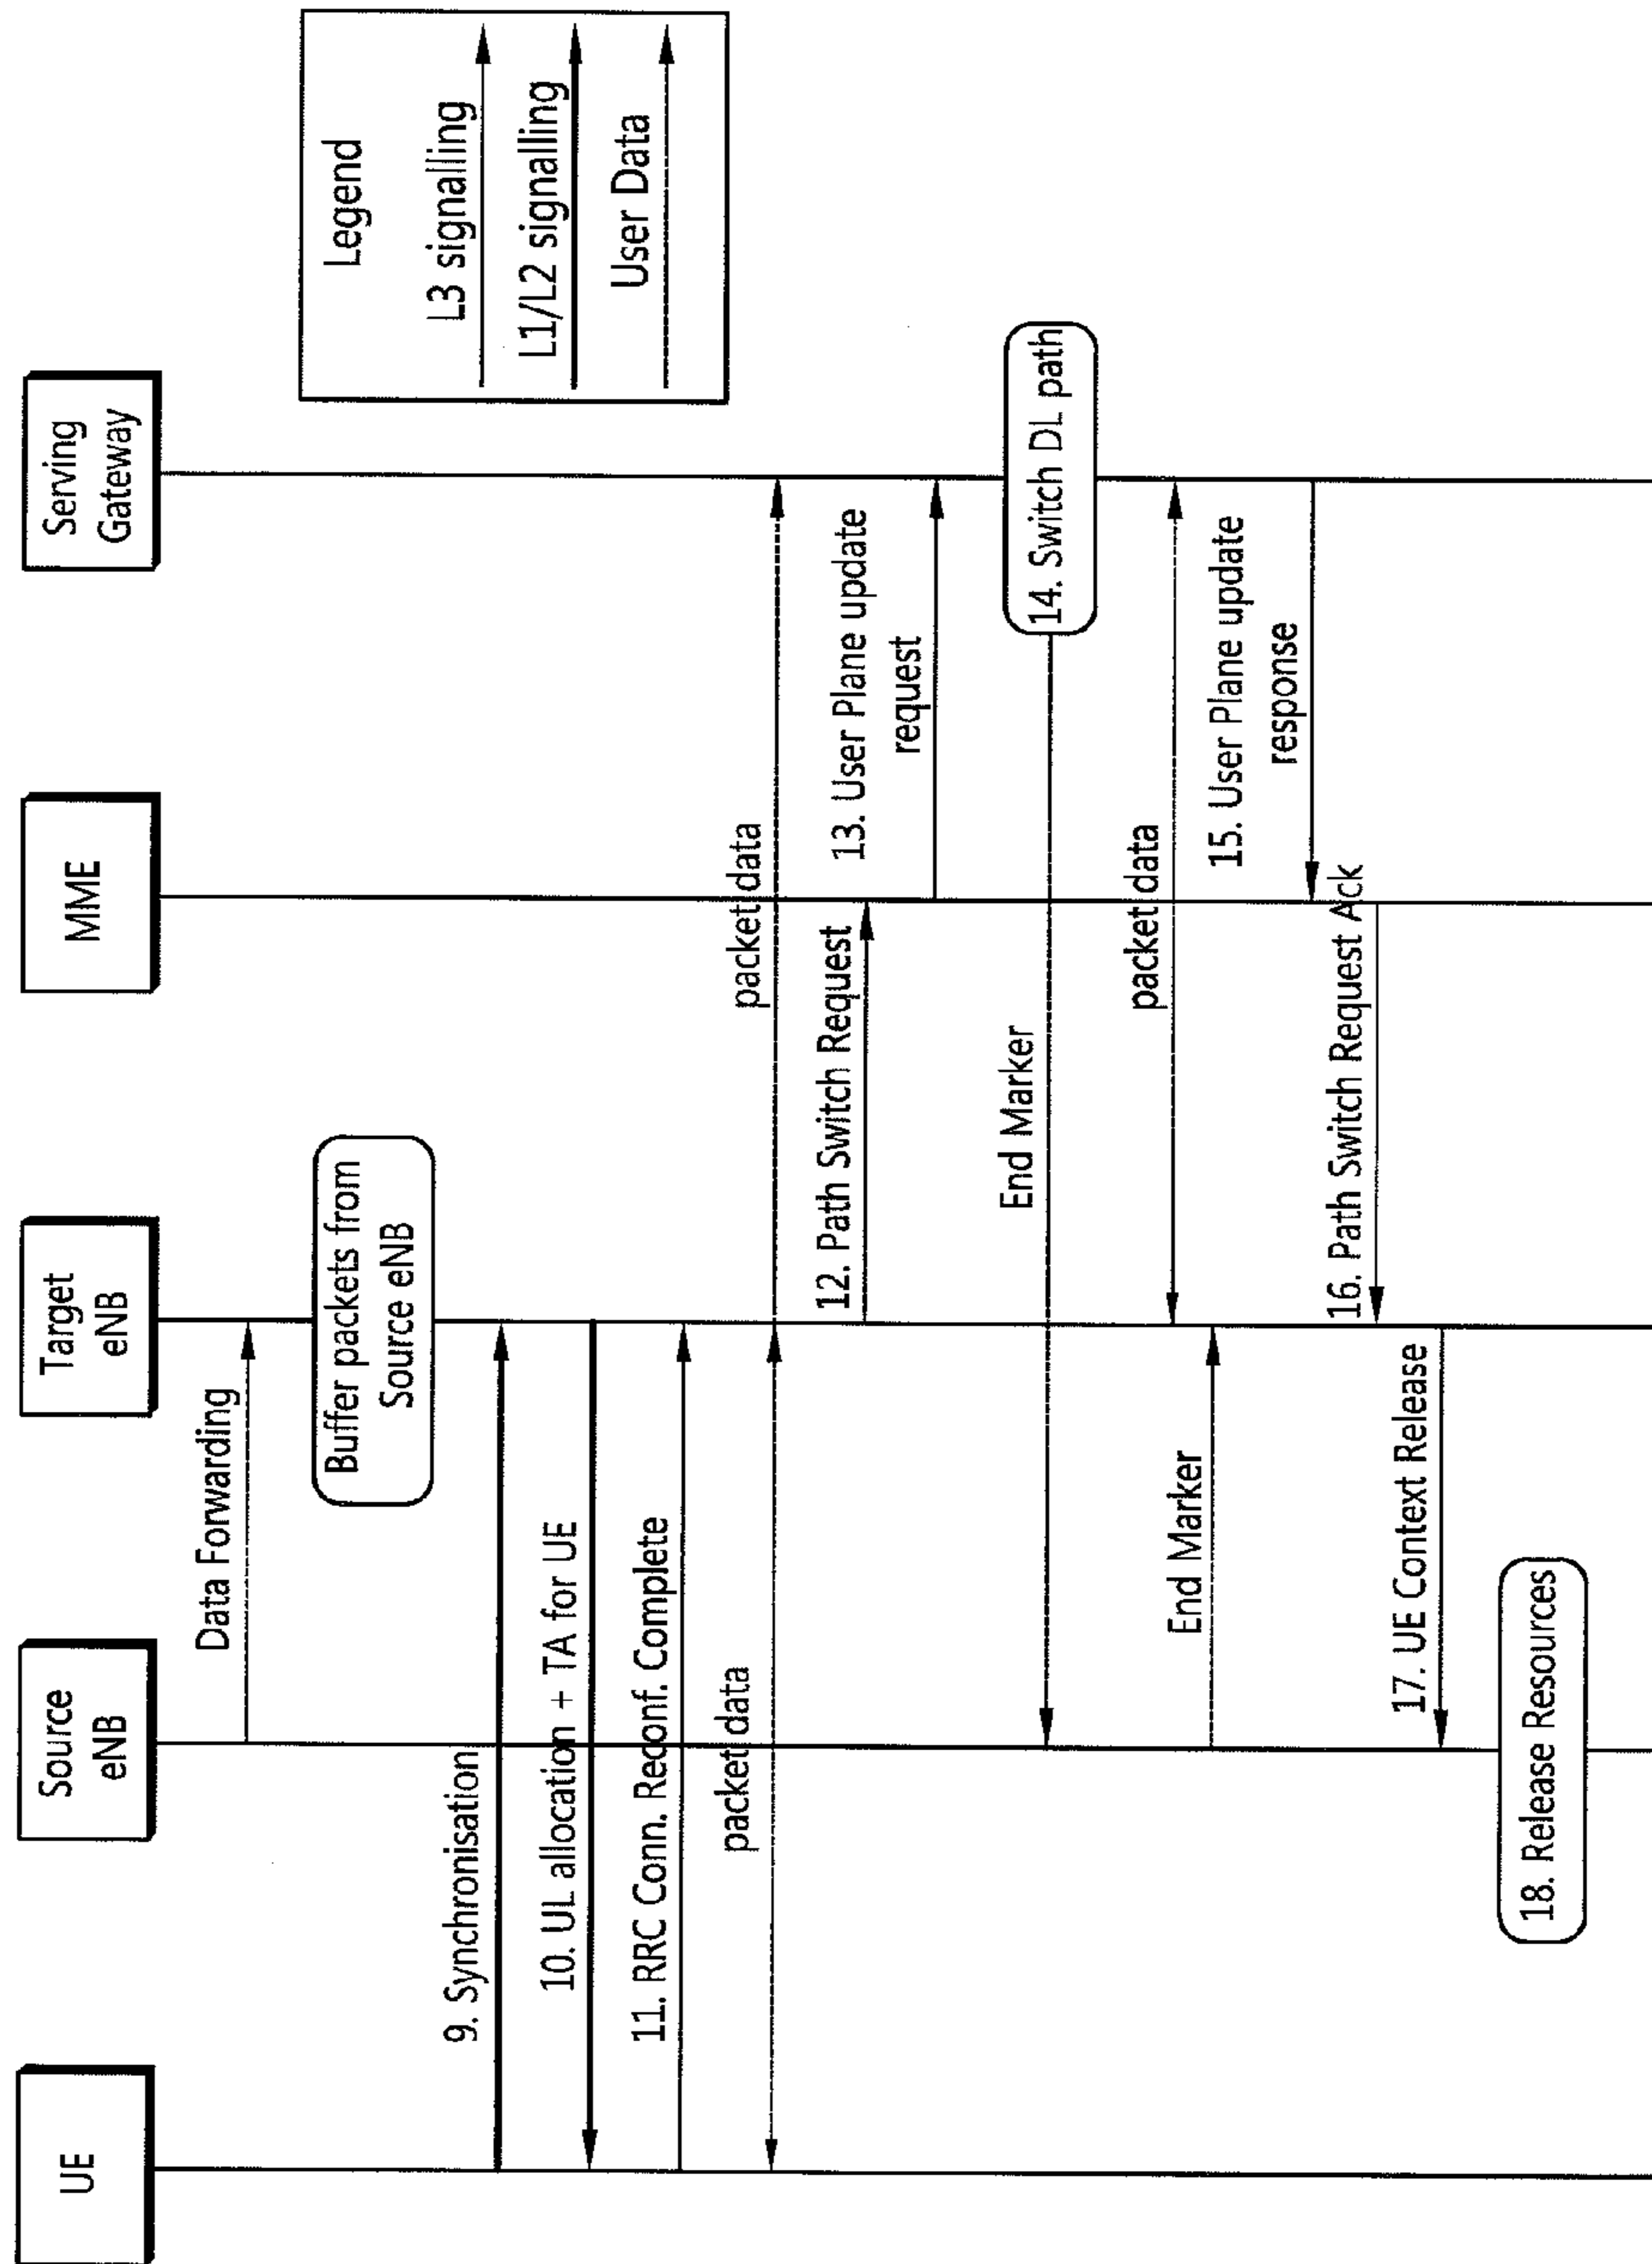 UE
Source
eNB
Target
eNB
MME
Serving
Gateway
Legend
L3 signalling
L1/L2 signalling
User Data
Data Forwarding
Buffer packets from
Source eNB
9. Synchronisation
10. UL allocation + TA for UE
11. RRC Conn. Reconf. Complete
packet data
packet data
12. Path Switch Request
13. User Plane update
request
End Marker
14. Switch DL path
packet data
End Marker
15. User Plane update
response
16. Path Switch Request Ack
17. UE Context Release
18. Release Resources